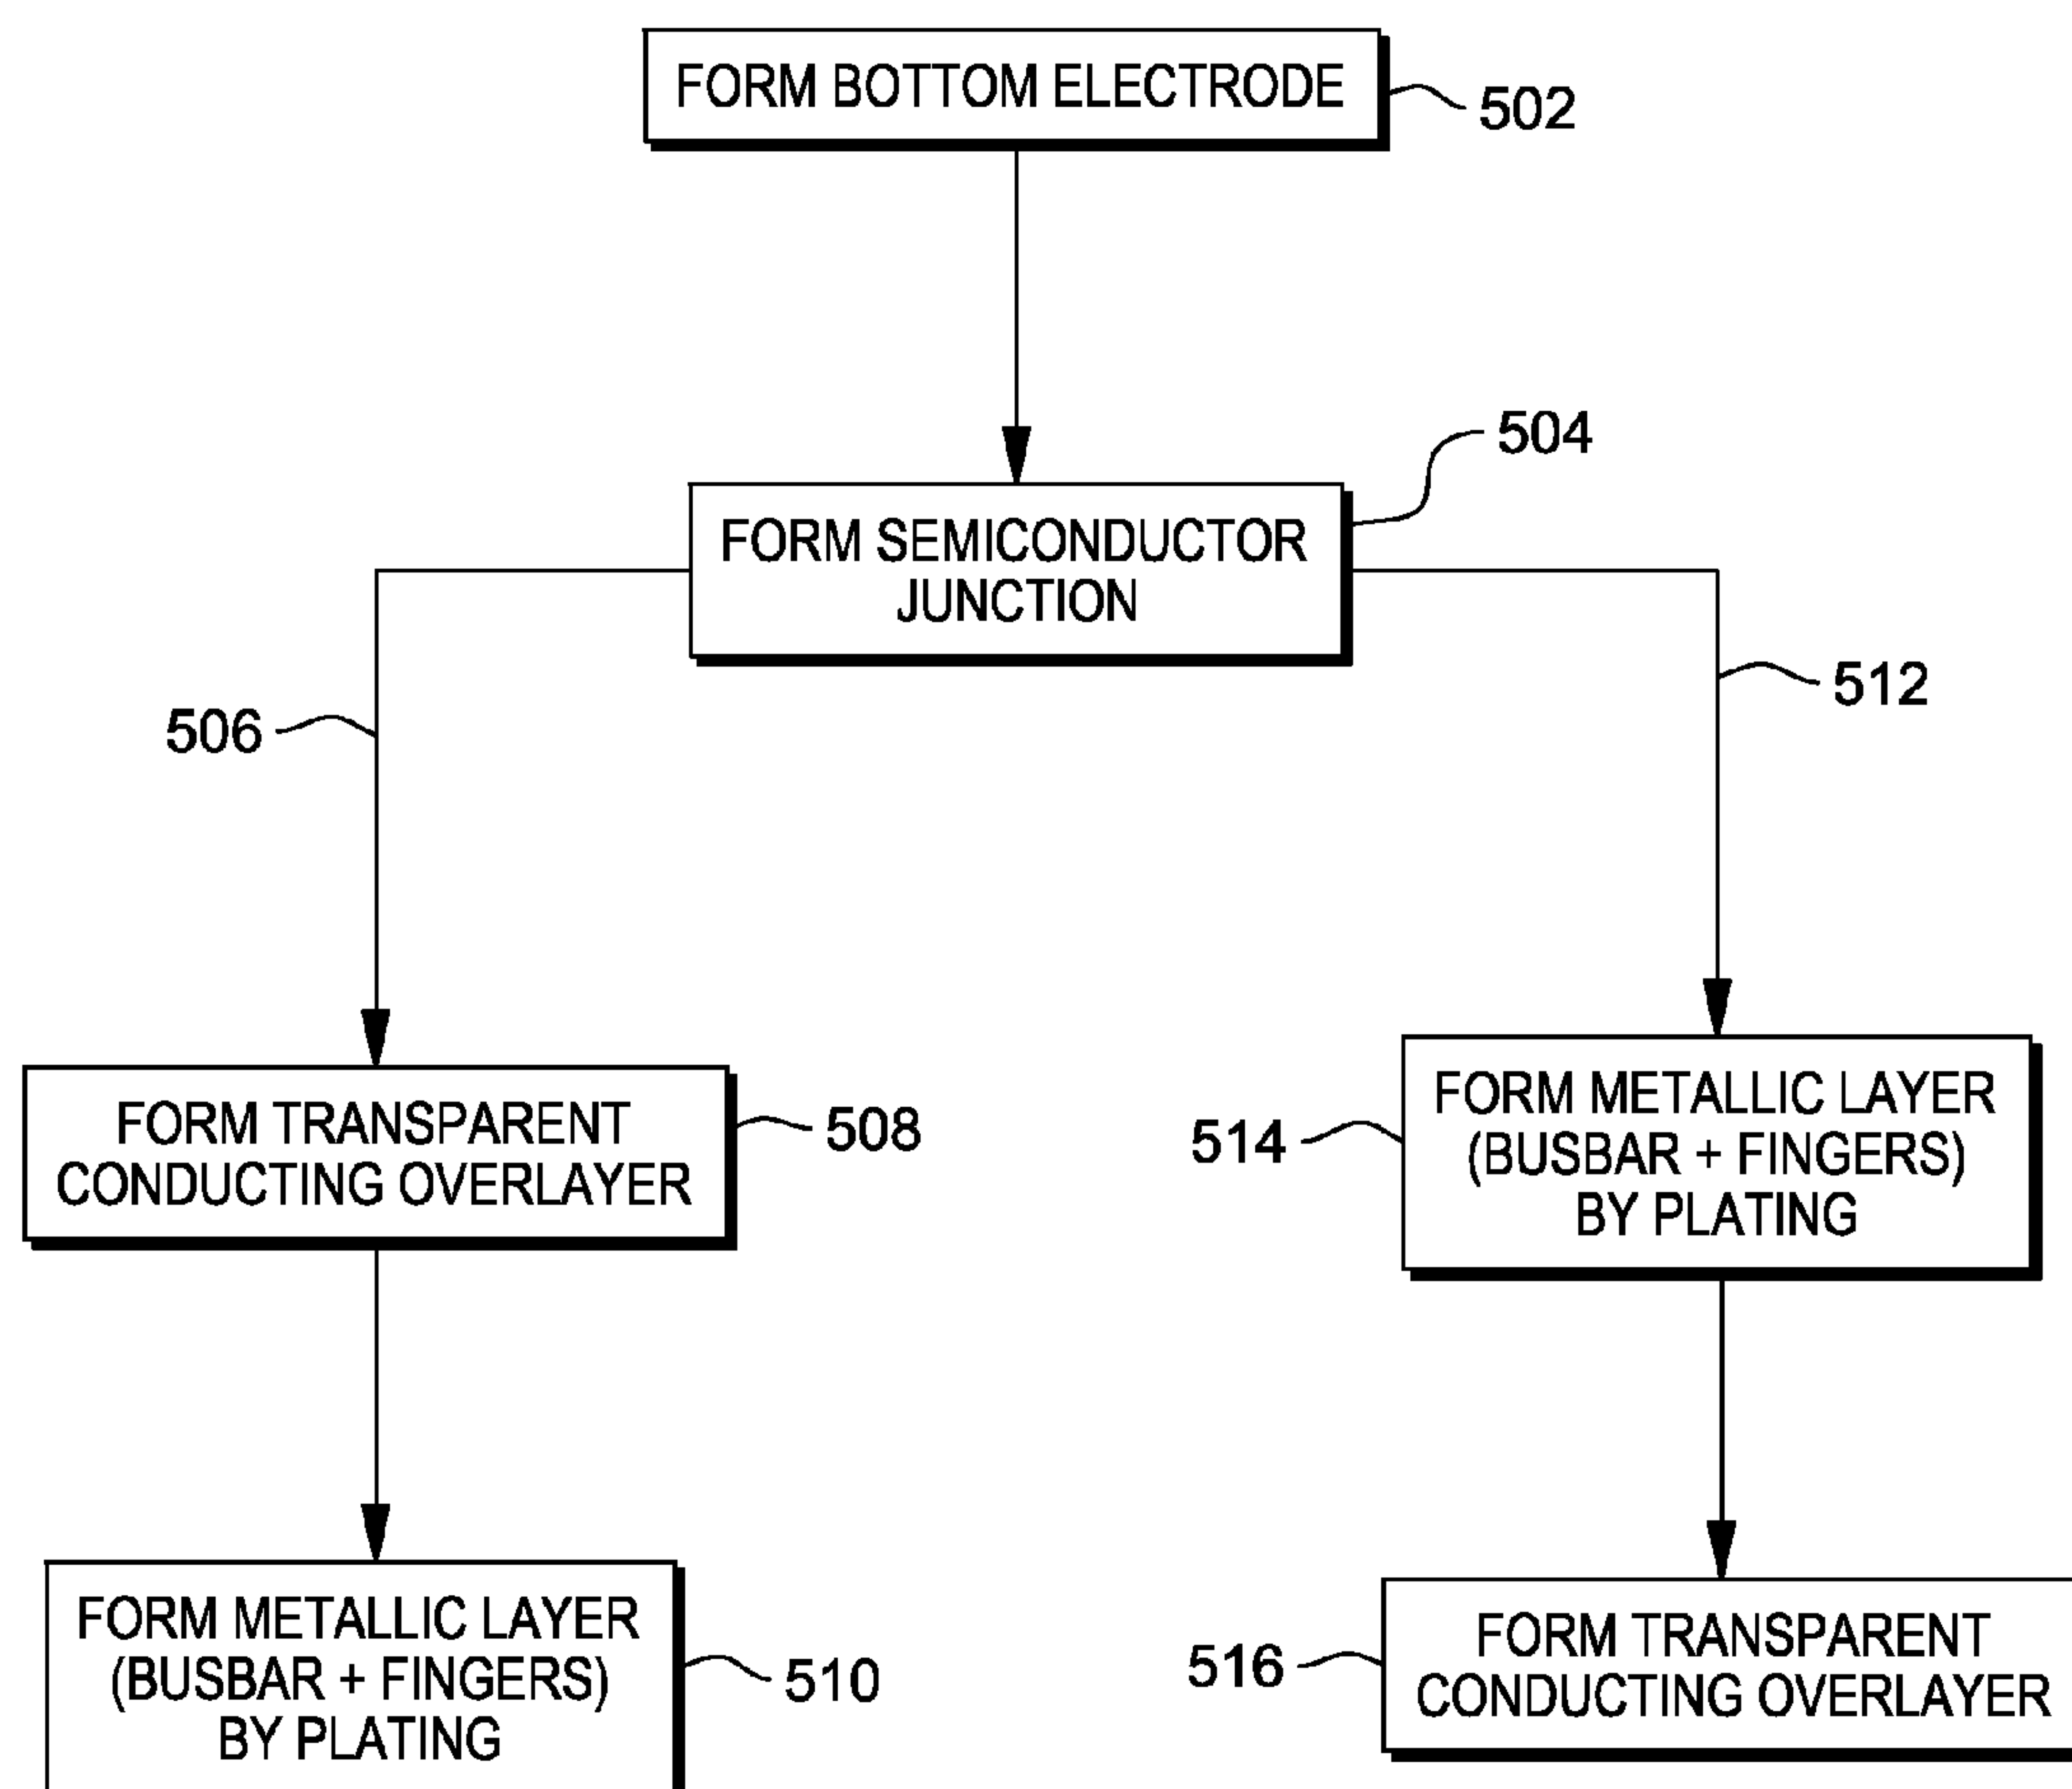 FORM BOTTOM ELECTRODE
502
504
FORM SEMICONDUCTOR
JUNCTION
506
512
FORM TRANSPARENT
CONDUCTING OVERLAYER
508
514
FORM METALLIC LAYER
(BUSBAR + FINGERS)
BY PLATING
FORM METALLIC LAYER
(BUSBAR + FINGERS)
BY PLATING
510
516
FORM TRANSPARENT
CONDUCTING OVERLAYER